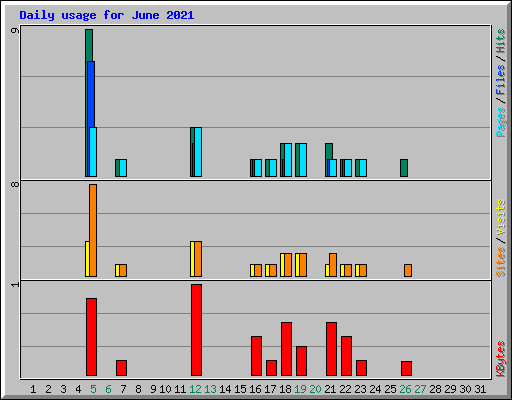 Daily usage for June 2021
9
8
1
Pages / Files / Hits
Sites / Visits
KBytes
1 2 3 4 5 6 7 8 9 10 11 12 13 14 15 16 17 18 19 20 21 22 23 24 25 26 27 28 29 30 31